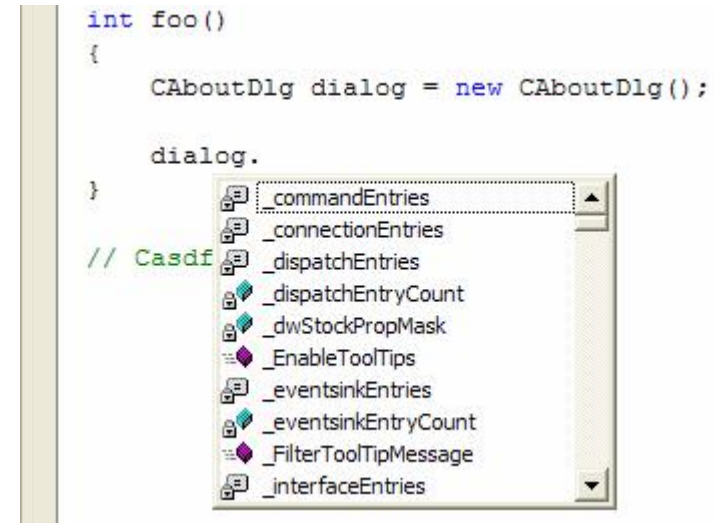 int foo()
{
CAboutDlg dialog = new CAboutDlg();
dialog.
}
_commandEntries
_connectionEntries
// Casdf
_dispatchEntries
_dispatchEntryCount
_dwStockPropMask
_EnableToolTips
_eventsinkEntries
_eventsinkEntryCount
_FilterToolTipMessage
_interfaceEntries